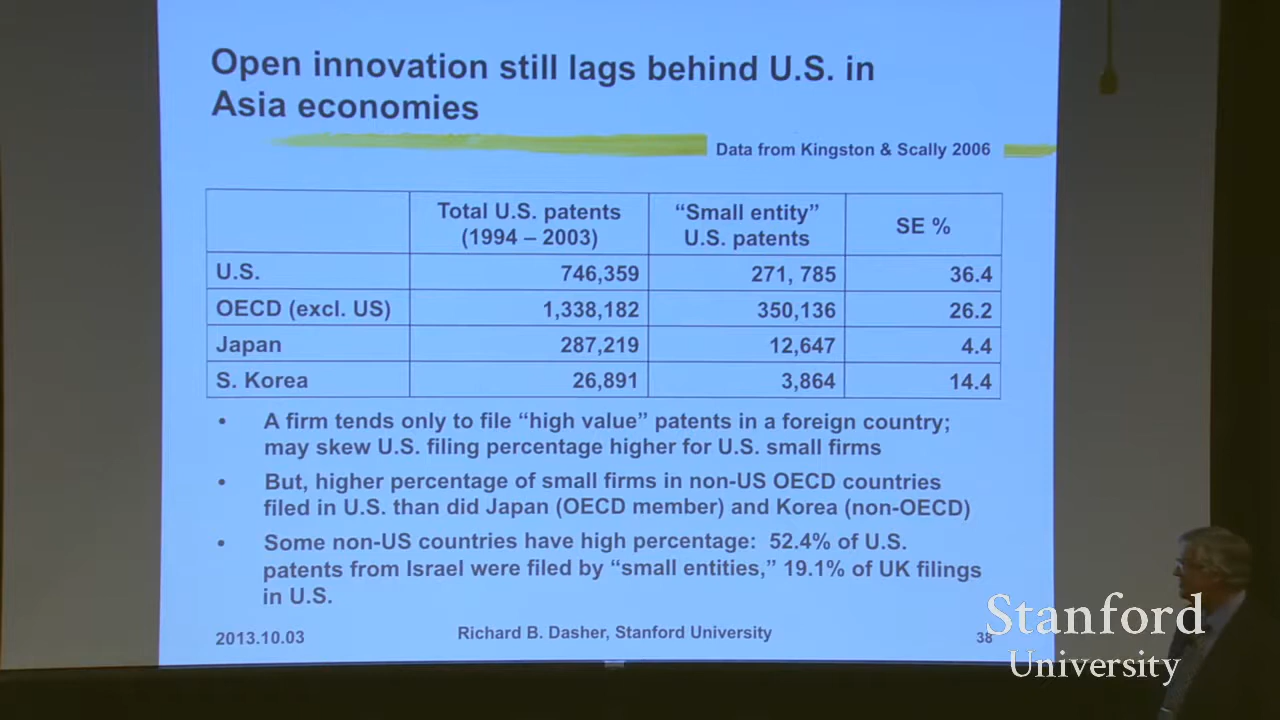 Open innovation still lags behind U.S. in
Asia economies
Data from Kingston & Scally 2006
Total U.S. patents (1994 – 2003) “Small entity” U.S. patents SE %
U.S. 746,359 271, 785 36.4
OECD (excl. US) 1,338,182 350,136 26.2
Japan 287,219 12,647 4.4
S. Korea 26,891 3,864 14.4
• A firm tends only to file “high value” patents in a foreign country;
may skew U.S. filing percentage higher for U.S. small firms
• But, higher percentage of small firms in non-US OECD countries
filed in U.S. than did Japan (OECD member) and Korea (non-OECD)
• Some non-US countries have high percentage: 52.4% of U.S.
patents from Israel were filed by “small entities,” 19.1% of UK filings
in U.S.
2013.10.03 Richard B. Dasher, Stanford University 38
Stanford
University